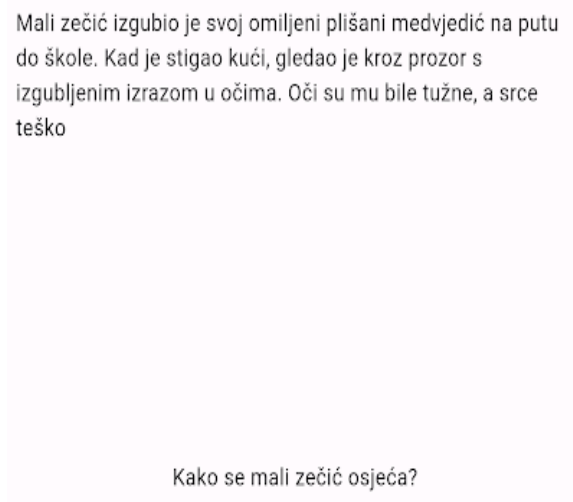 Mali zečić izgubio je svoj omiljeni plišani medvjedić na putu
do škole. Kad je stigao kući, gledao je kroz prozor s
izgubljenim izrazom u očima. Oči su mu bile tužne, a srce
teško
Kako se mali zečić osjeća?